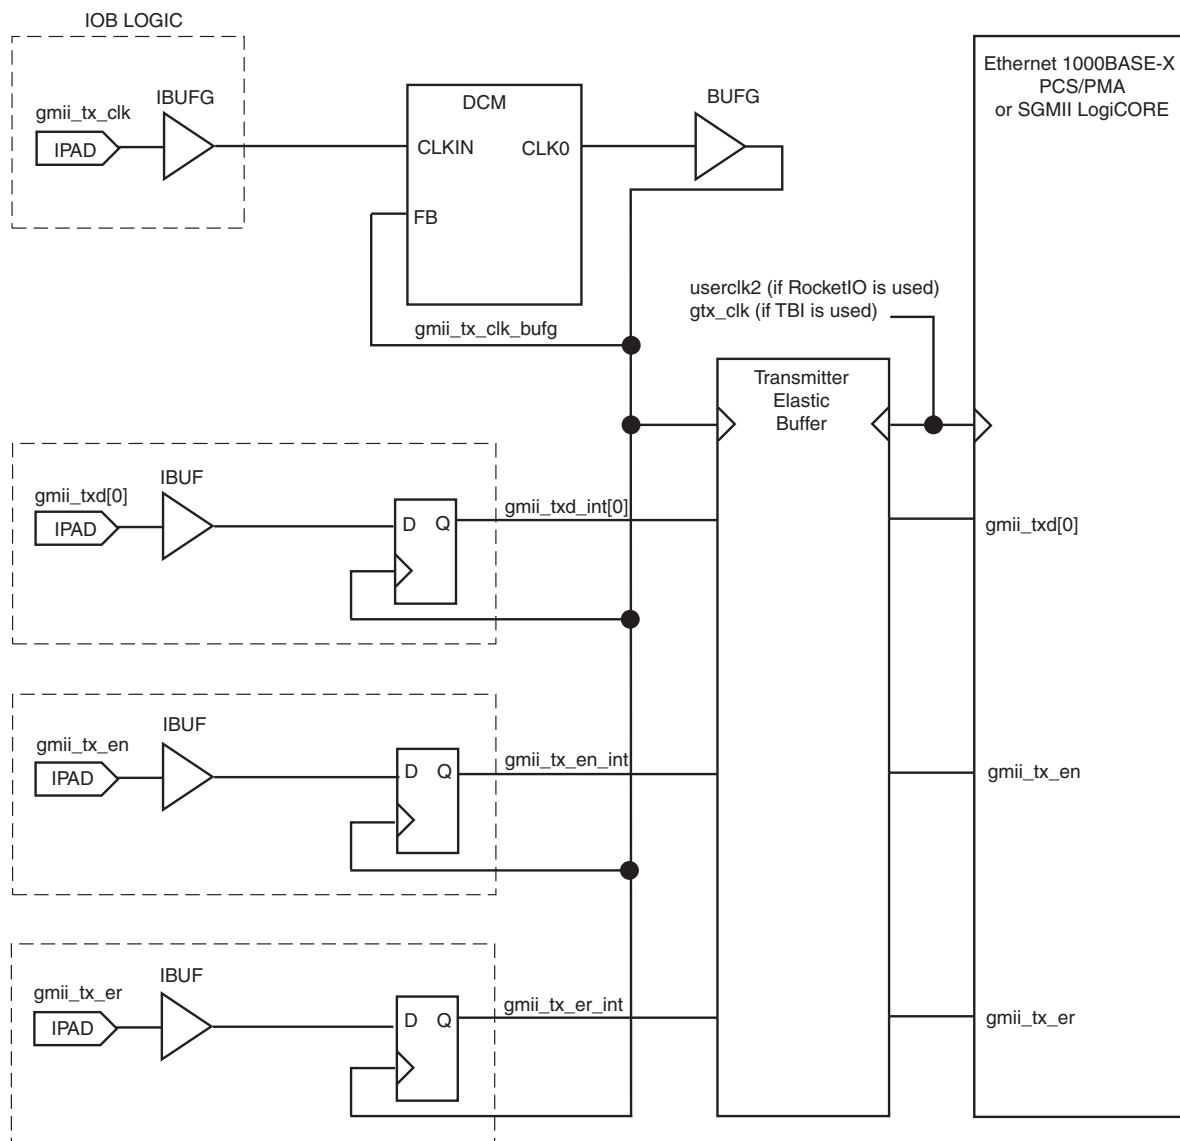 IOB LOGIC
gmii_tx_clk
IPAD
IBUFG
DCM
CLKIN
CLK0
FB
BUFG
Ethernet 1000BASE-X
PCS/PMA
or SGMII LogiCORE
userclk2 (if RocketIO is used)
gtx_clk (if TBI is used)
gmii_tx_clk_bufg
Transmitter
Elastic
Buffer
gmii_txd[0]
IPAD
IBUF
D Q
gmii_txd_int[0]
gmii_txd[0]
gmii_tx_en
IPAD
IBUF
D Q
gmii_tx_en_int
gmii_tx_en
gmii_tx_er
IPAD
IBUF
D Q
gmii_tx_er_int
gmii_tx_er